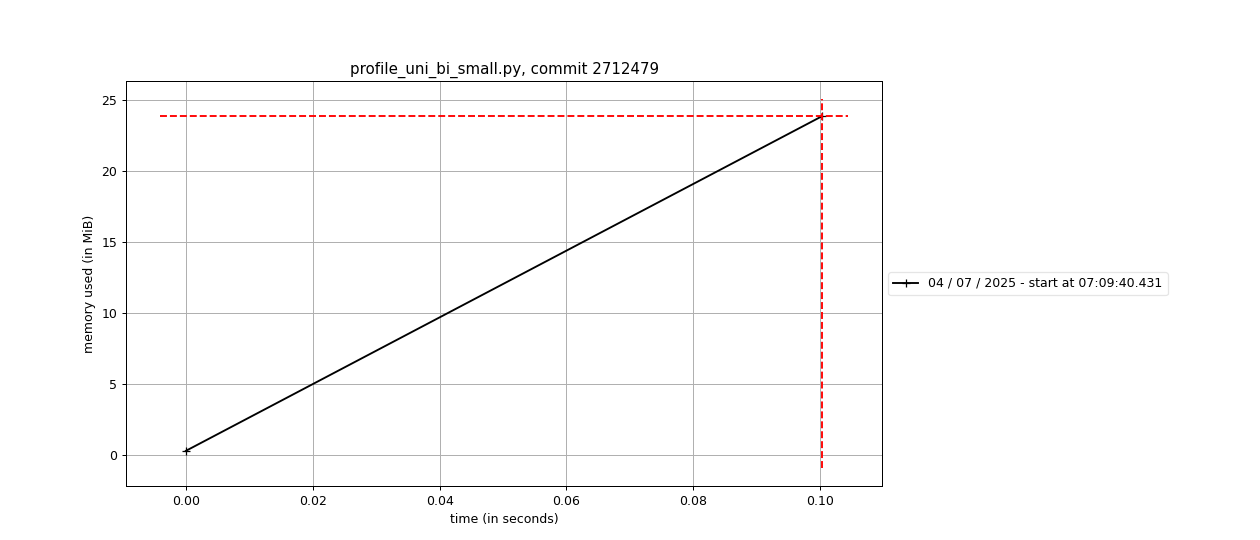 profile_uni_bi_small.py, commit 2712479
25
20
15
10
5
0
memory used (in MiB)
0.00 0.02 0.04 0.06 0.08 0.10
time (in seconds)
04 / 07 / 2025 - start at 07:09:40.431